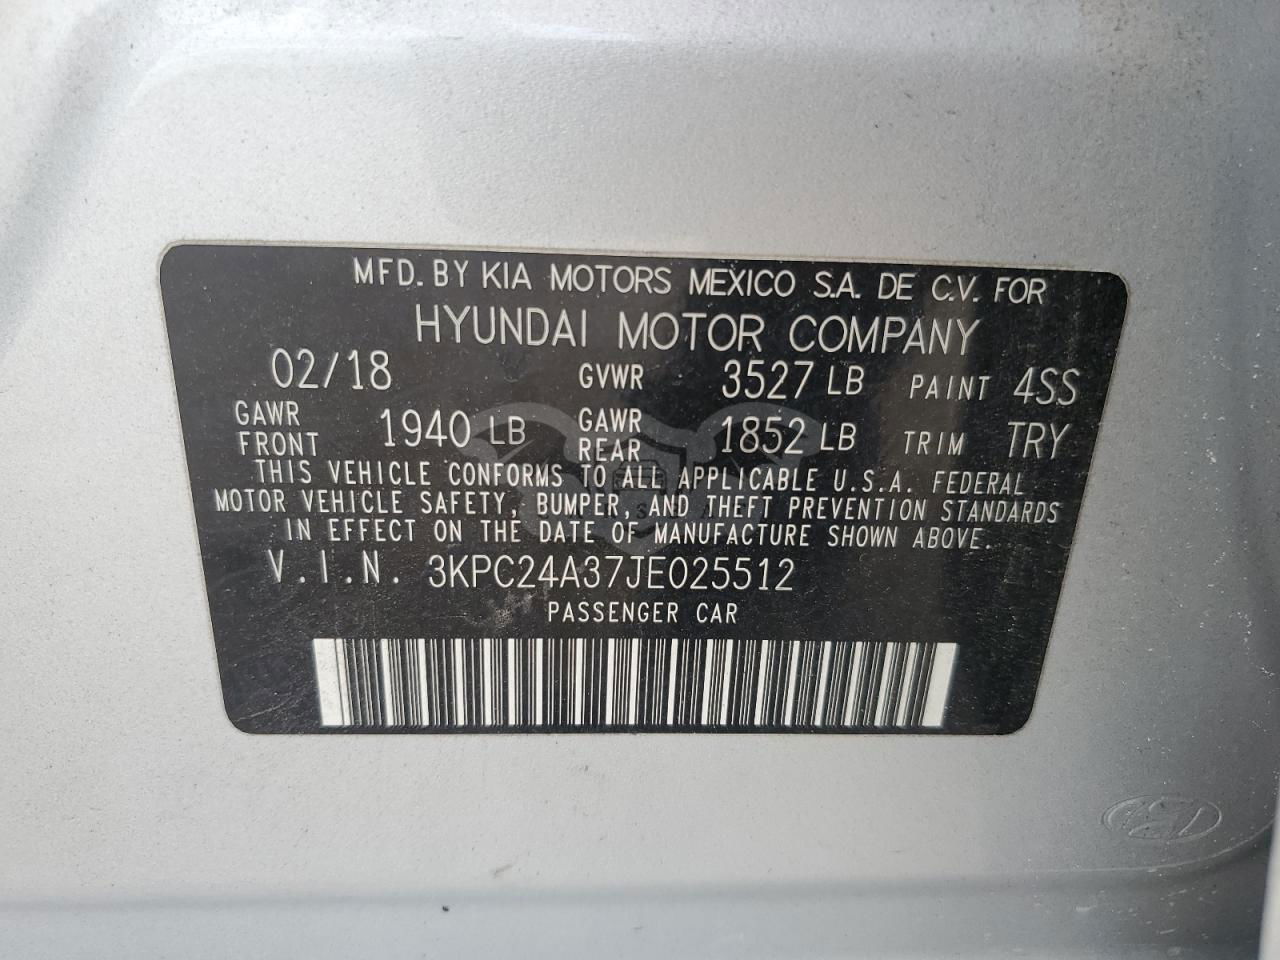 MFD. BY KIA MOTORS MEXICO S.A. DE C.V. FOR
HYUNDAI MOTOR COMPANY
02/18 GVWR 3527 LB PAINT 4SS
GAWR FRONT 1940 LB GAWR REAR 1852 LB TRIM TRY
THIS VEHICLE CONFORMS TO ALL APPLICABLE U.S.A. FEDERAL
MOTOR VEHICLE SAFETY, BUMPER, AND THEFT PREVENTION STANDARDS
IN EFFECT ON THE DATE OF MANUFACTURE SHOWN ABOVE.
V.I.N. 3KPC24A37JE025512
PASSENGER CAR